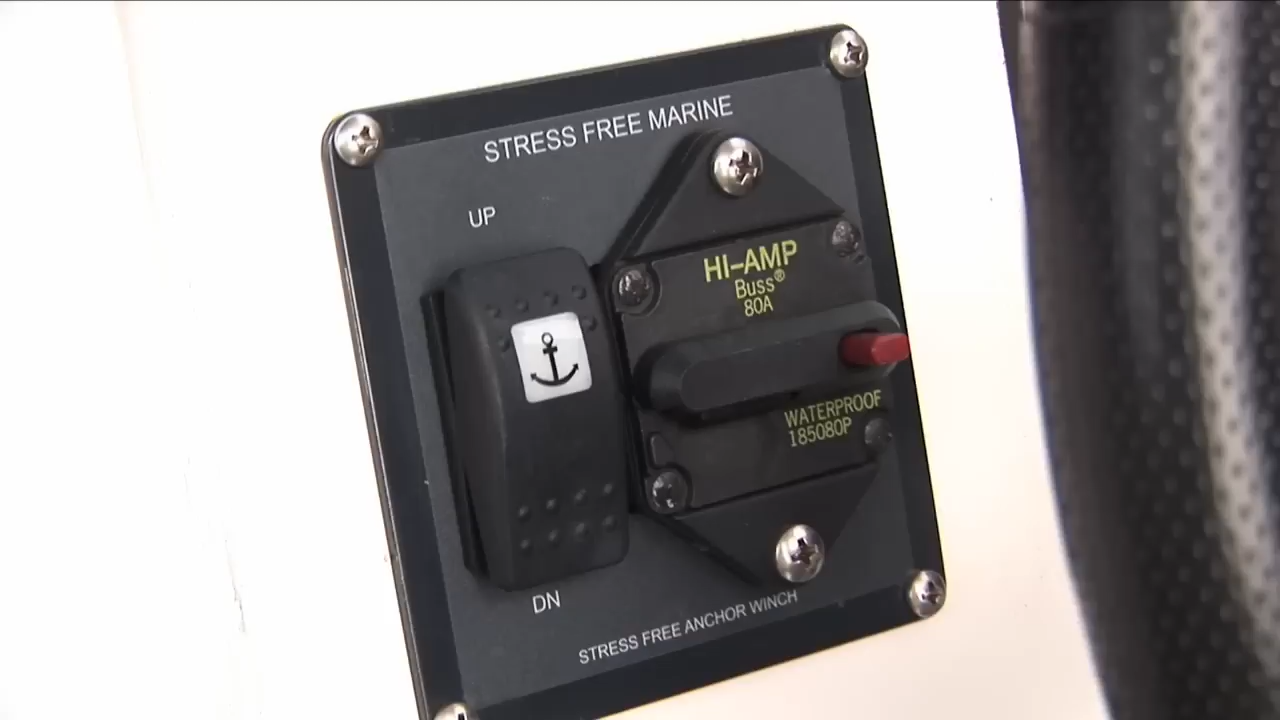 STRESS FREE MARINE
UP
HI-AMP
Buss®
80A
WATERPROOF
185080P
DN
STRESS FREE ANCHOR WINCH